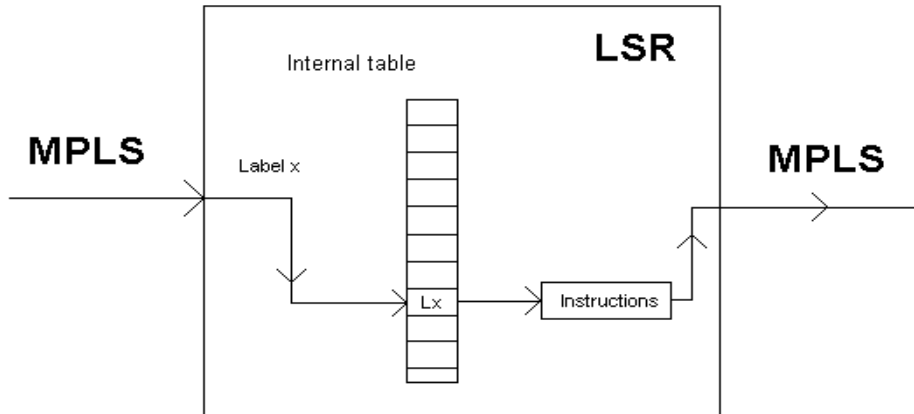 LSR
Internal table
MPLS
MPLS
Label x
Lx
Instructions